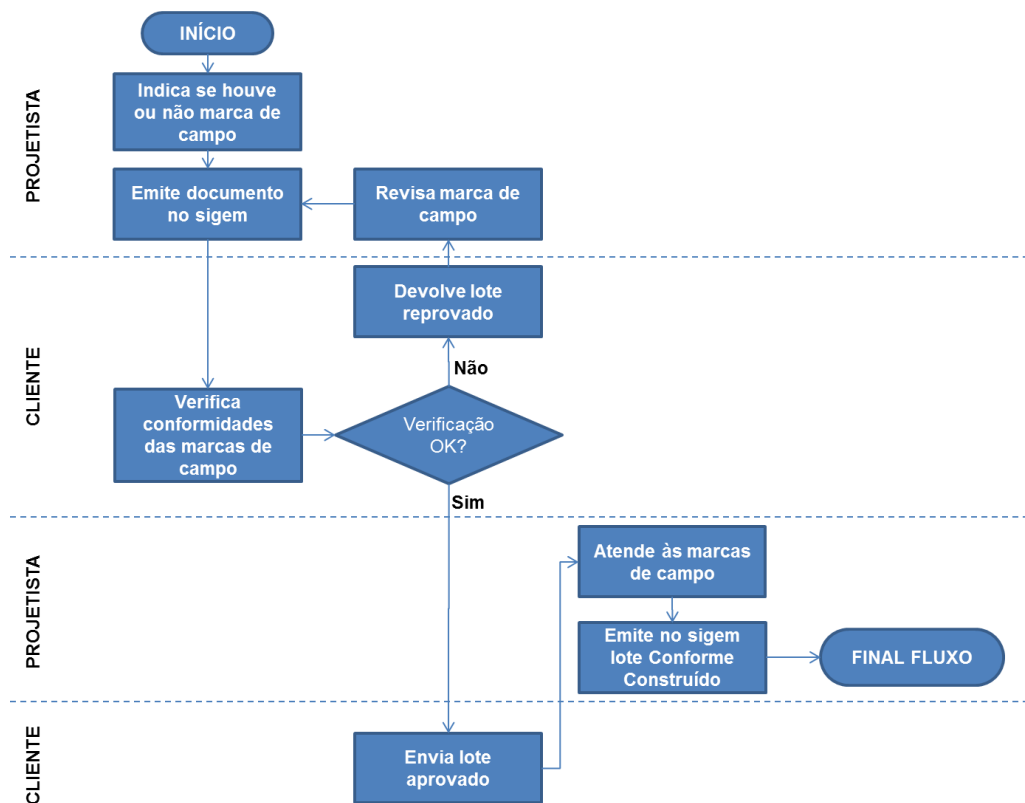 PROJETISTA
INÍCIO
Indica se houve
ou não marca de
campo
Emite documento
no sigem
Revisa marca de
campo
CLIENTE
Devolve lote
reprovado
Não
Verifica
conformidades
das marcas de
campo
Verificação
OK?
Sim
PROJETISTA
Atende às marcas
de campo
Emite no sigem
lote Conforme
Construído
FINAL FLUXO
CLIENTE
Envia lote
aprovado